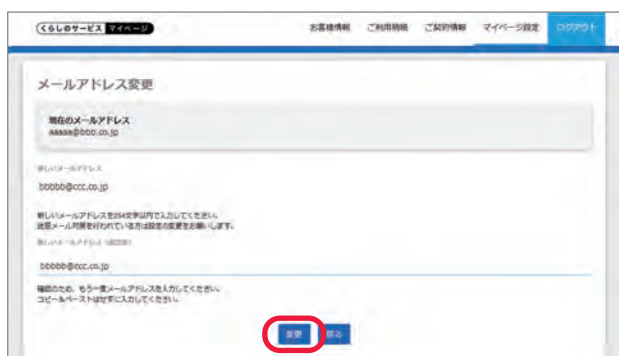 くらしのサービス マイページ
お客様情報 ご利用明細 ご契約情報 マイページ設定 ログアウト
メールアドレス変更
現在のメールアドレス
aaaaa@bbb.co.jp
新しいメールアドレス
bbbbb@ccc.co.jp
新しいメールアドレスを254文字以内で入力してください。
迷惑メール対策を行われている方は設定の変更をお願いします。
新しいメールアドレス(確認用)
bbbbb@ccc.co.jp
確認のため、もう一度メールアドレスを入力してください。
コピー&ペーストはせずに入力してください。
変更 戻る